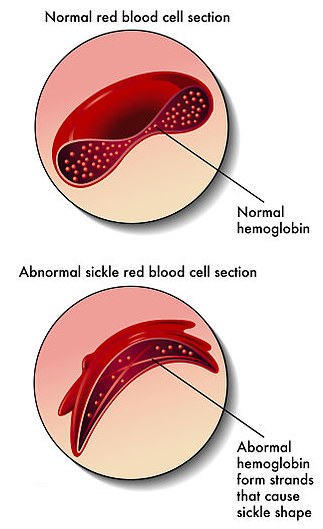 Normal red blood cell section
Normal
hemoglobin
Abnormal sickle red blood cell section
Abormal
hemoglobin
form strands
that cause
sickle shape